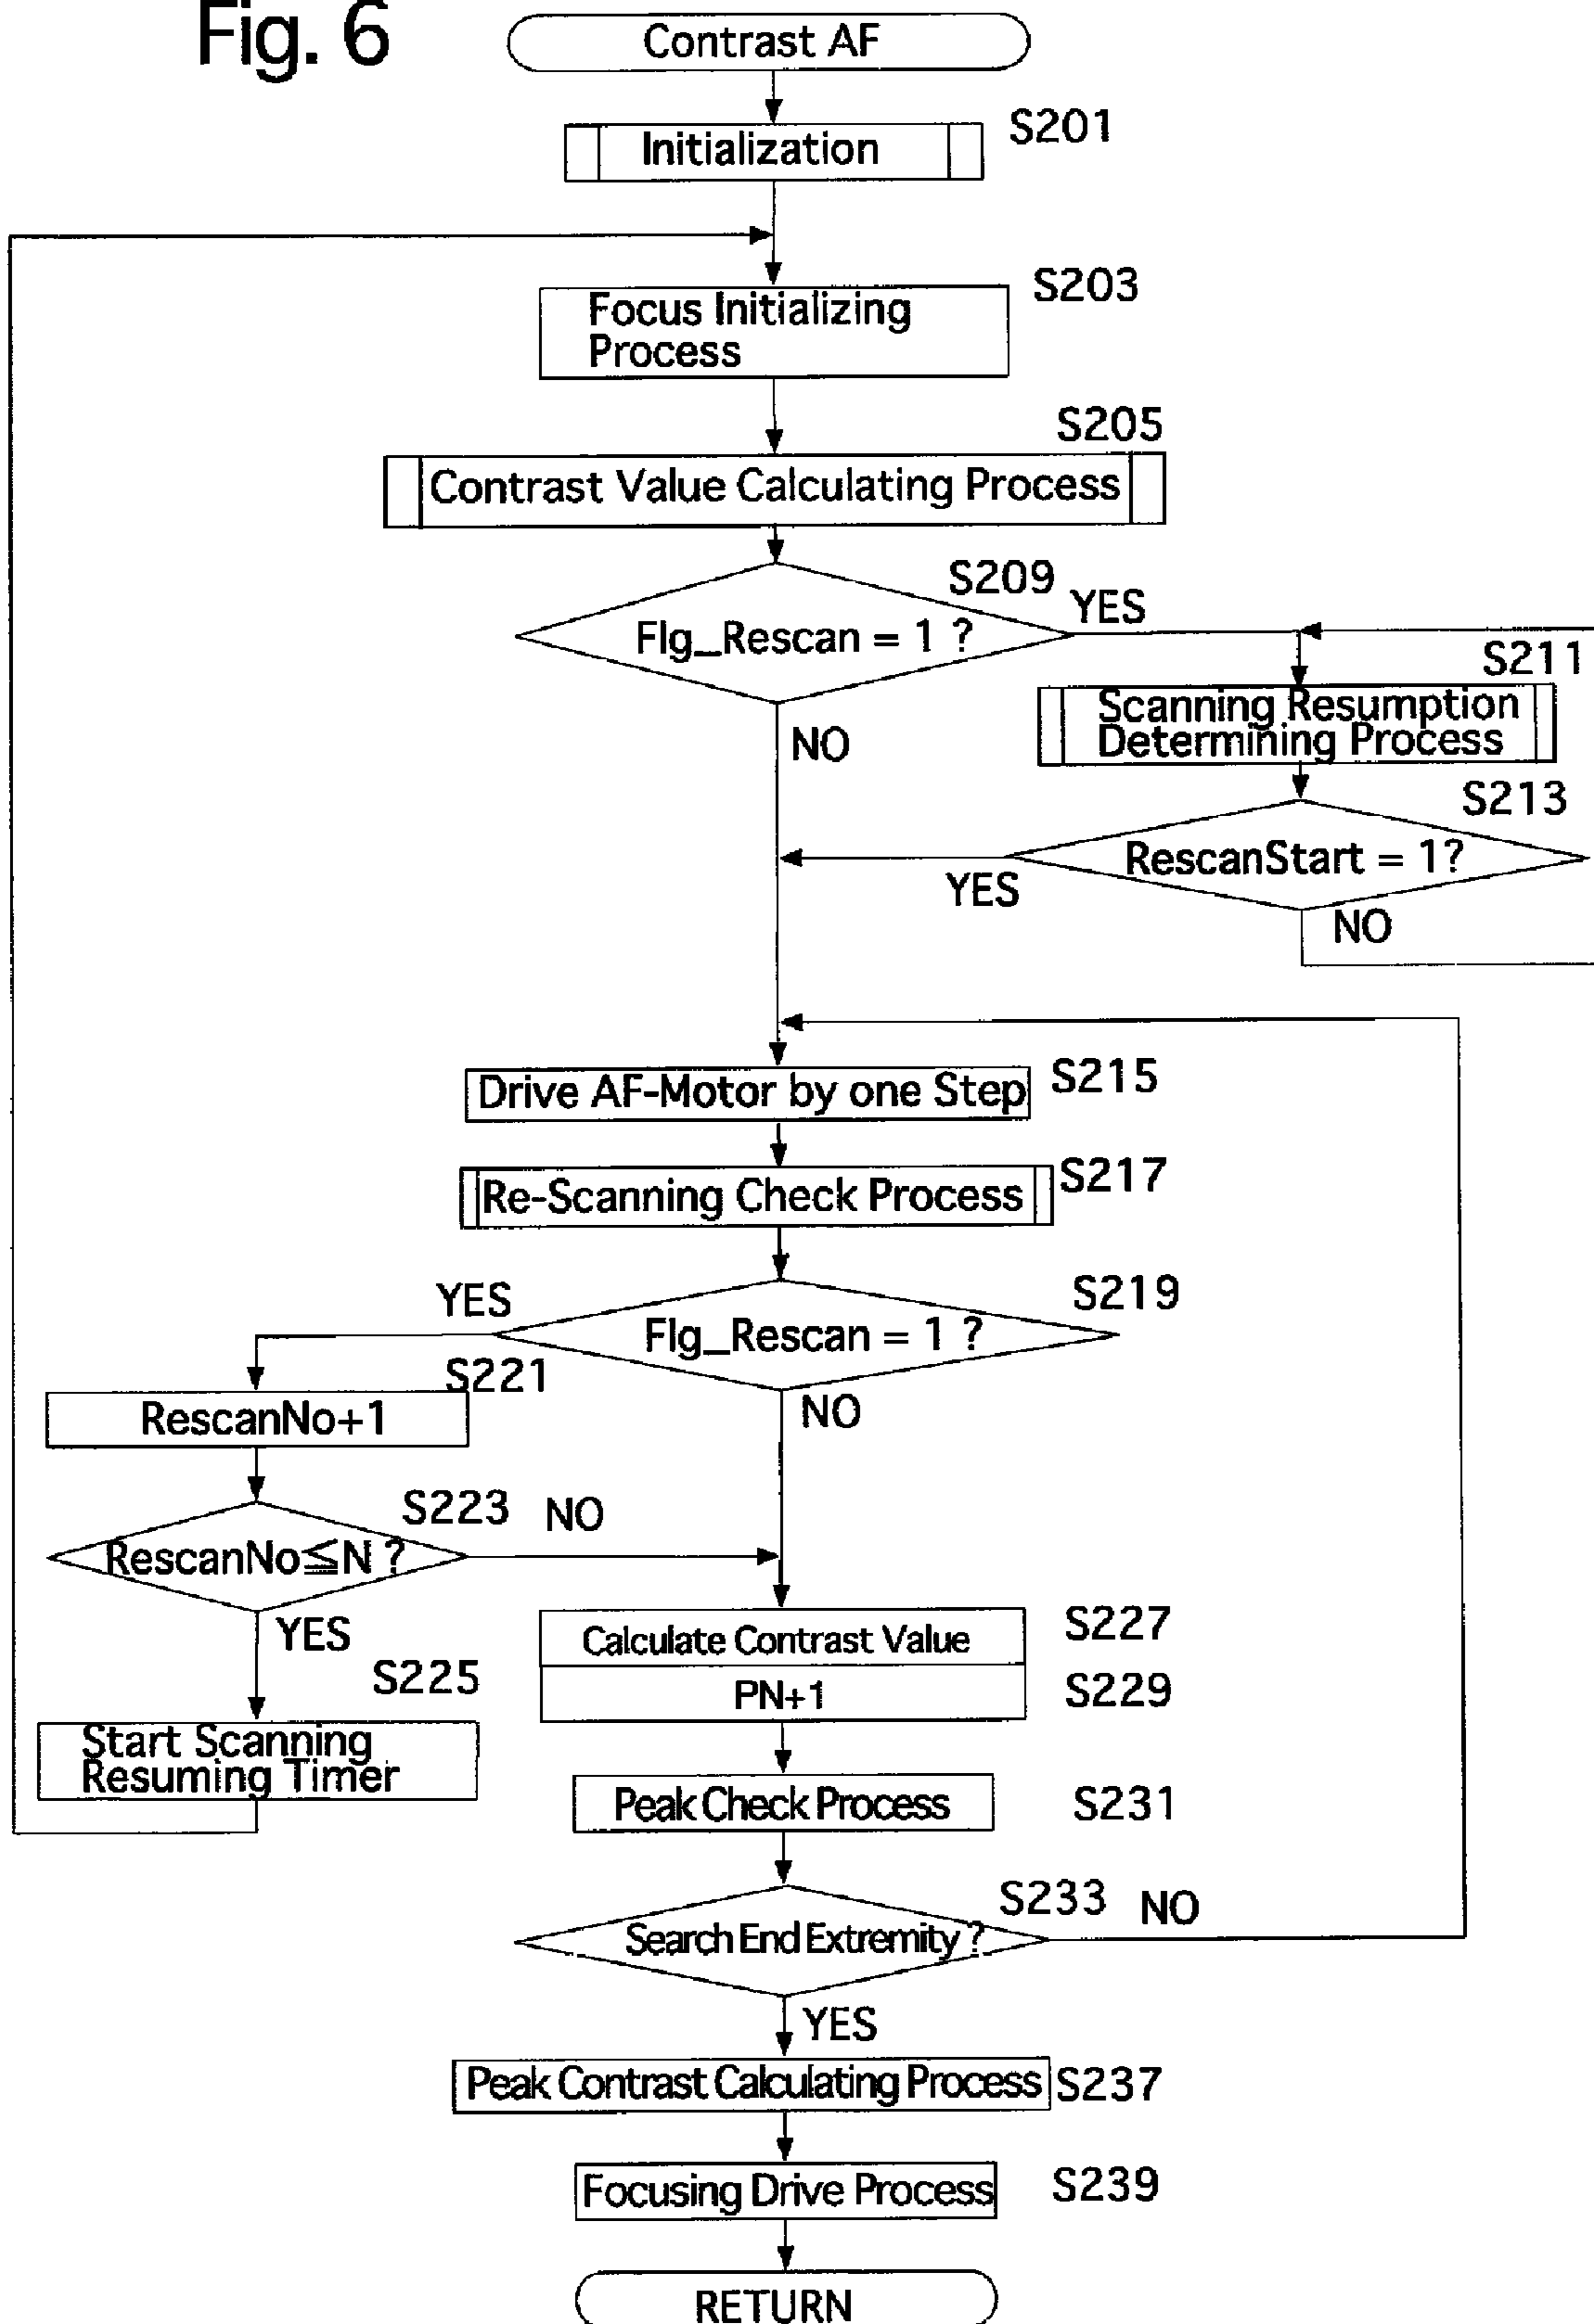 Fig. 6
Contrast AF
Initialization
S201
Focus Initializing
Process
S203
S205
Contrast Value Calculating Process
S209
Flg_Rescan = 1 ?
YES
NO
S211
Scanning Resumption
Determining Process
S213
RescanStart = 1?
YES
NO
Drive AF-Motor by one Step
S215
Re-Scanning Check Process
S217
Flg_Rescan = 1 ?
S219
YES
NO
S221
RescanNo+1
S223
RescanNo≦N ?
NO
YES
S225
Start Scanning
Resuming Timer
Calculate Contrast Value
S227
PN+1
S229
Peak Check Process
S231
Search End Extremity ?
S233
NO
YES
Peak Contrast Calculating Process
S237
Focusing Drive Process
S239
RETURN